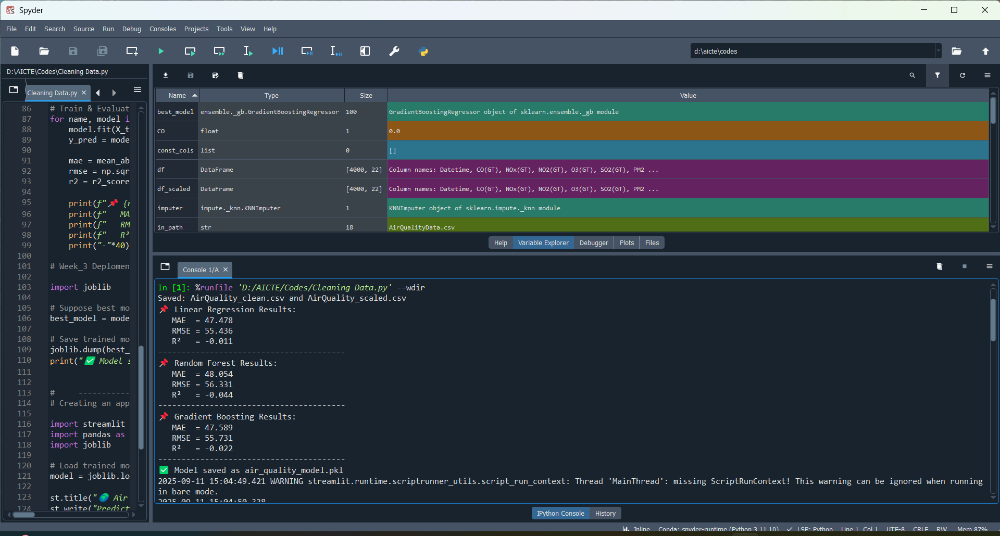 Spyder
File Edit Search Source Run Debug Consoles Projects Tools View Help
d:\aicte\codes
D:\AICTE\Codes\Cleaning Data.py
Cleaning Data.py
86 # Train & Evaluat
87 for name, model i
88 model.fit(X_t
89 y_pred = mode
90
91 mae = mean_ab
92 rmse = np.sqr
93 r2 = r2_score
94
95 print(f"📌 {r
96 print(f"   MA
97 print(f"   RM
98 print(f"   R²
99 print("-"*40)
100
101 # Week_3 Deplomen
102
103 import joblib
104
105 # Suppose best mo
106 best_model = mode
107
108 # Save trained mo
109 joblib.dump(best_
110 print("✅ Model s
111
112
113 #     -----------
114 # Creating an app
115
116 import streamlit
117 import pandas as
118 import joblib
119
120 # Load trained mo
121 model = joblib.lo
122
123 st.title("🌍 Air
124 st.write("Predict
Name Type Size Value
best_model ensemble._gb.GradientBoostingRegressor 100 GradientBoostingRegressor object of sklearn.ensemble._gb module
CO float 1 0.0
const_cols list 0 []
df DataFrame [4000, 22] Column names: Datetime, CO(GT), NOx(GT), NO2(GT), O3(GT), SO2(GT), PM2 ...
df_scaled DataFrame [4000, 22] Column names: Datetime, CO(GT), NOx(GT), NO2(GT), O3(GT), SO2(GT), PM2 ...
imputer impute._knn.KNNImputer 1 KNNImputer object of sklearn.impute._knn module
in_path str 18 AirQualityData.csv
Help Variable Explorer Debugger Plots Files
Console 1/A
In [1]: %runfile 'D:/AICTE/Codes/Cleaning Data.py' --wdir
Saved: AirQuality_clean.csv and AirQuality_scaled.csv
📌 Linear Regression Results:
MAE  = 47.478
RMSE = 55.436
R²   = -0.011
----------------------------------------
📌 Random Forest Results:
MAE  = 48.054
RMSE = 56.331
R²   = -0.044
----------------------------------------
📌 Gradient Boosting Results:
MAE  = 47.589
RMSE = 55.731
R²   = -0.022
----------------------------------------
✅ Model saved as air_quality_model.pkl
2025-09-11 15:04:49.421 WARNING streamlit.runtime.scriptrunner_utils.script_run_context: Thread 'MainThread': missing ScriptRunContext! This warning can be ignored when running
in bare mode.
2025-09-11 15:04:50.338
IPython Console History
Inline Conda: spyder-runtime (Python 3.11.10) LSP: Python Line 1, Col 1 UTF-8 CRLF RW Mem 87%